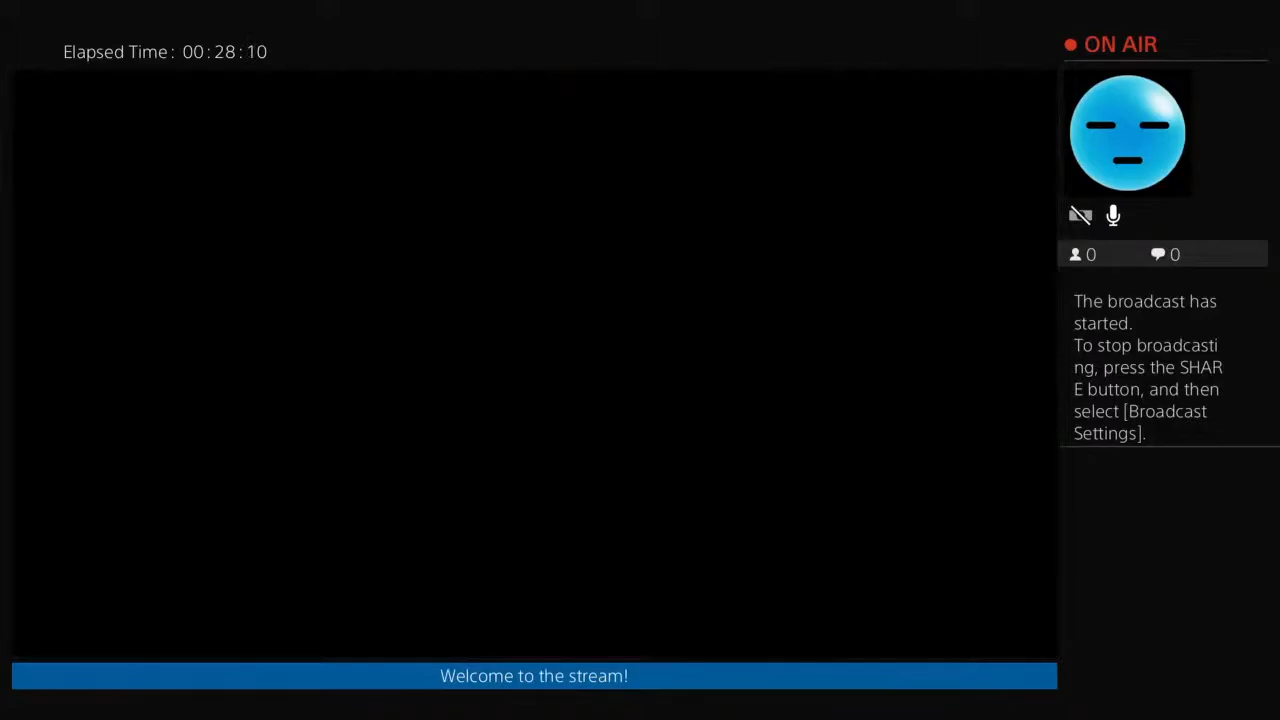 Elapsed Time: 00:28:10
ON AIR
0
0
The broadcast has
started.
To stop broadcasti
ng, press the SHAR
E button, and then
select [Broadcast
Settings].
Welcome to the stream!